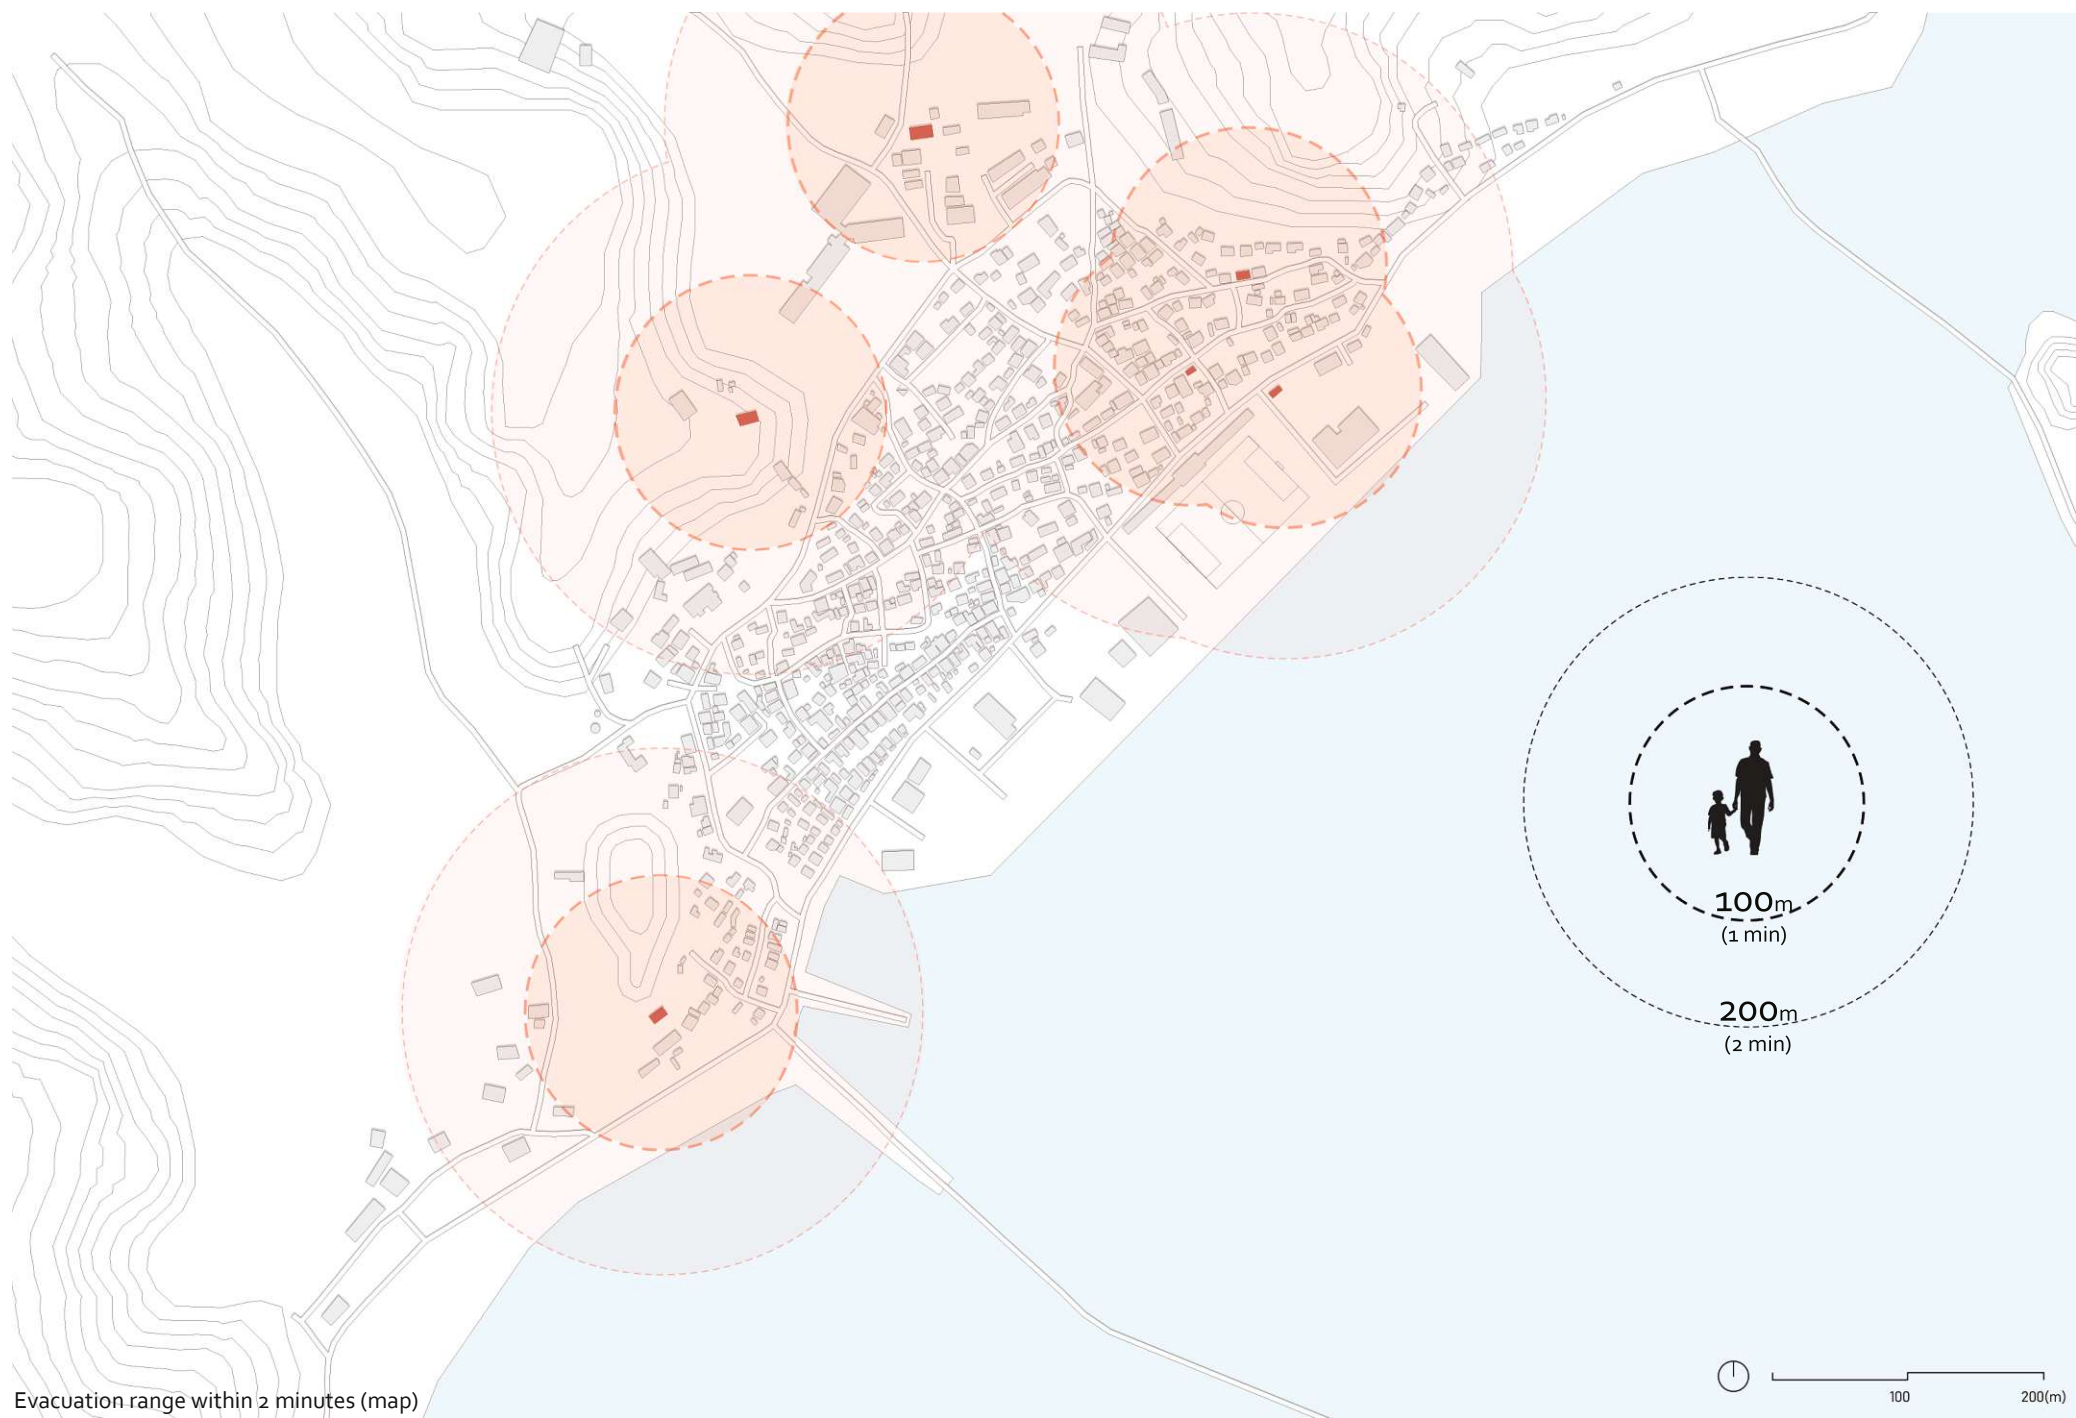 100m
(1 min)
200m
(2 min)
100
200(m)
Evacuation range within 2 minutes (map)